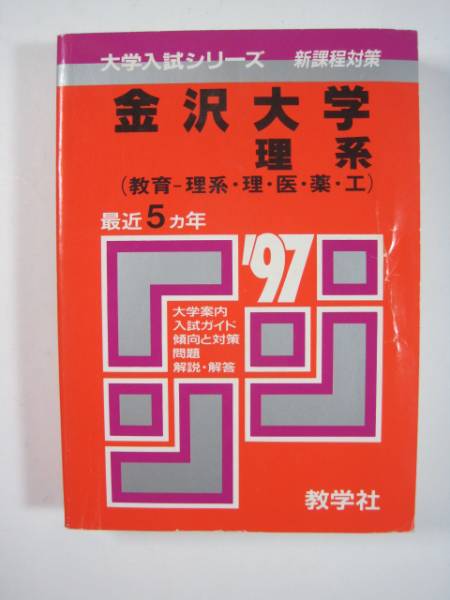 大学入試シリーズ 新課程対策
金沢大学
理系
(教育-理系・理・医・薬・工)
最近5ヵ年
'97
大学案内
入試ガイド
傾向と対策
問題
解説・解答
教学社